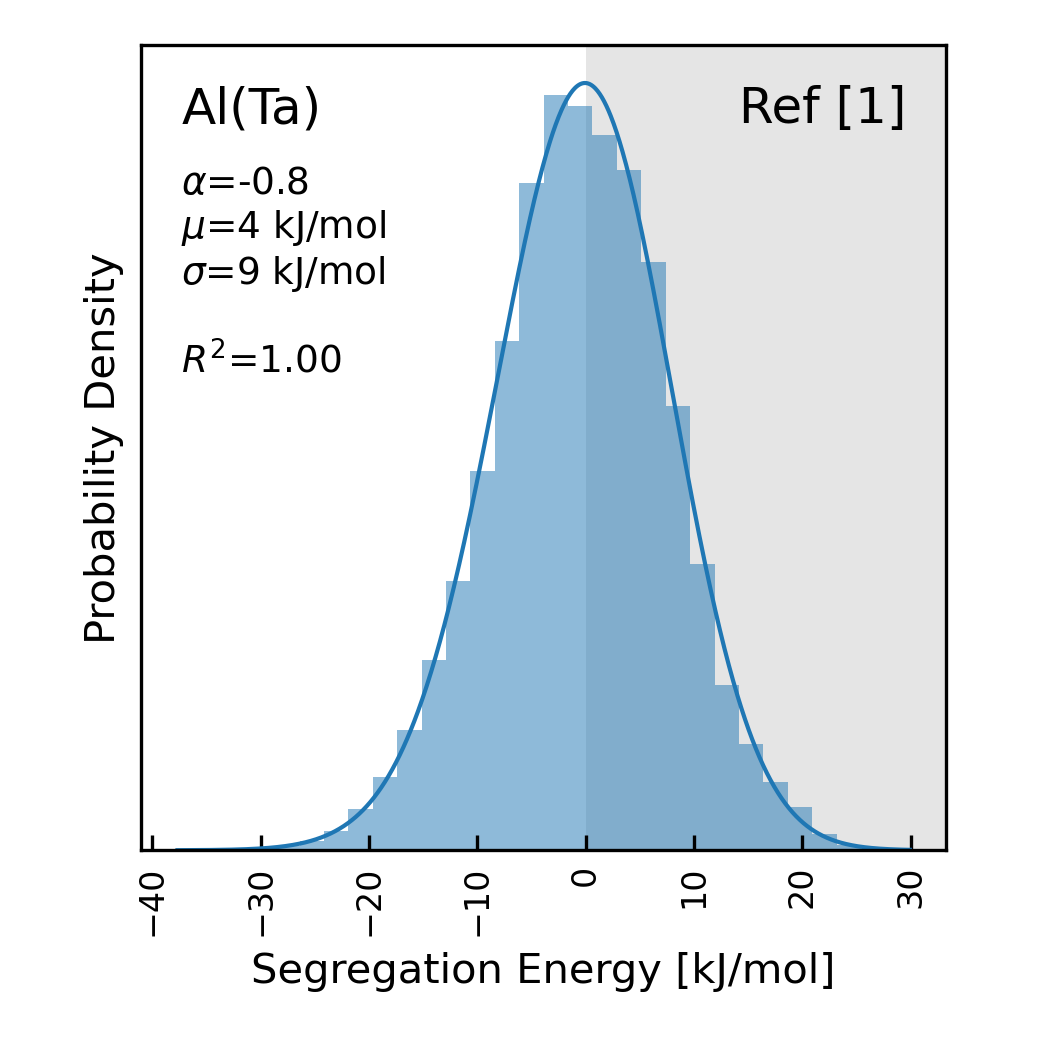 Al(Ta)
Ref [1]
α=-0.8
μ=4 kJ/mol
σ=9 kJ/mol
R²=1.00
Probability Density
−40 −30 −20 −10 0 10 20 30
Segregation Energy [kJ/mol]